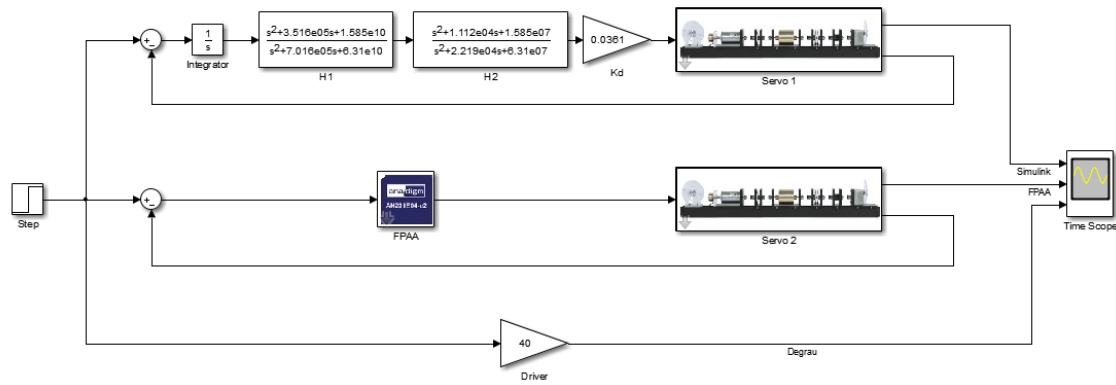 1
s
Integrator
s²+3.516e05s+1.585e10
s²+7.016e05s+6.31e10
H1
s²+1.112e04s+1.585e07
s²+2.219e04s+6.31e07
H2
0.0361
Kd
Servo 1
Simulink
FPAA
Time Scope
Step
FPAA
Servo 2
40
Driver
Degrau